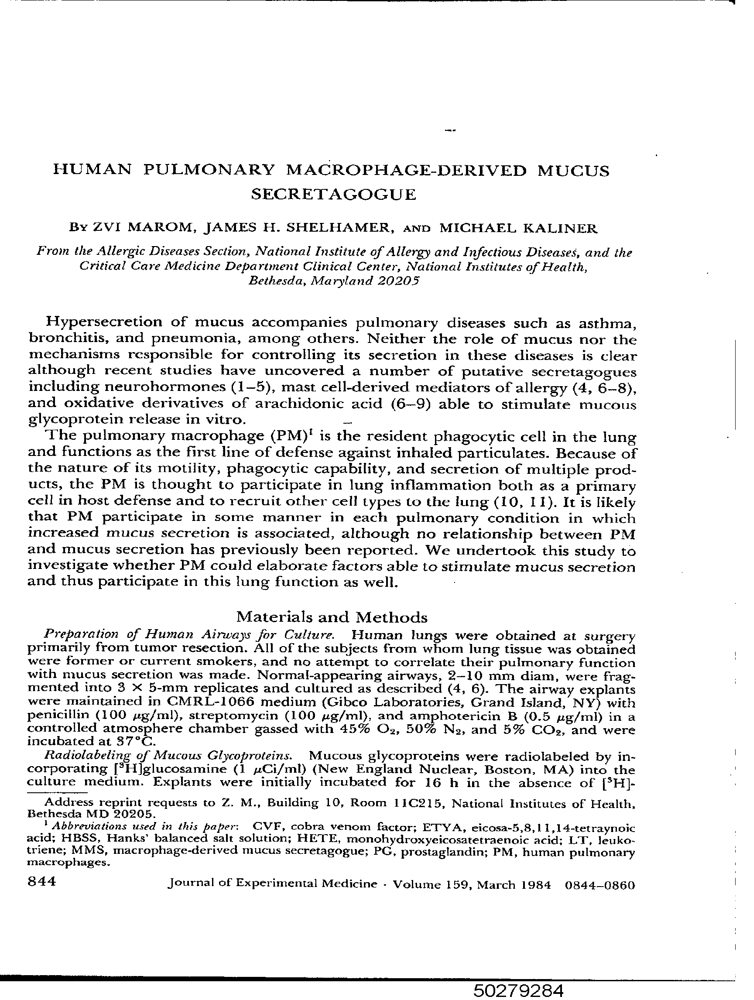 HUMAN PULMONARY MACROPHAGE-DERIVED MUCUS
SECRETAGOGUE
BY ZVI MAROM, JAMES H. SHELHAMER, AND MICHAEL KALINER
From the Allergic Diseases Section, National Institute of Allergy and Infectious Diseases, and the
Critical Care Medicine Department Clinical Center, National Institutes of Health,
Bethesda, Maryland 20205
Hypersecretion of mucus accompanies pulmonary diseases such as asthma,
bronchitis, and pneumonia, among others. Neither the role of mucus nor the
mechanisms responsible for controlling its secretion in these diseases is clear
although recent studies have uncovered a number of putative secretagogues
including neurohormones (1–5), mast cell-derived mediators of allergy (4, 6–8),
and oxidative derivatives of arachidonic acid (6–9) able to stimulate mucous
glycoprotein release in vitro.
The pulmonary macrophage (PM)¹ is the resident phagocytic cell in the lung
and functions as the first line of defense against inhaled particulates. Because of
the nature of its motility, phagocytic capability, and secretion of multiple prod-
ucts, the PM is thought to participate in lung inflammation both as a primary
cell in host defense and to recruit other cell types to the lung (10, 11). It is likely
that PM participate in some manner in each pulmonary condition in which
increased mucus secretion is associated, although no relationship between PM
and mucus secretion has previously been reported. We undertook this study to
investigate whether PM could elaborate factors able to stimulate mucus secretion
and thus participate in this lung function as well.
Materials and Methods
Preparation of Human Airways for Culture. Human lungs were obtained at surgery
primarily from tumor resection. All of the subjects from whom lung tissue was obtained
were former or current smokers, and no attempt to correlate their pulmonary function
with mucus secretion was made. Normal-appearing airways, 2–10 mm diam, were frag-
mented into 3 × 5-mm replicates and cultured as described (4, 6). The airway explants
were maintained in CMRL-1066 medium (Gibco Laboratories, Grand Island, NY) with
penicillin (100 μg/ml), streptomycin (100 μg/ml), and amphotericin B (0.5 μg/ml) in a
controlled atmosphere chamber gassed with 45% O₂, 50% N₂, and 5% CO₂, and were
incubated at 37°C.
Radiolabeling of Mucous Glycoproteins. Mucous glycoproteins were radiolabeled by in-
corporating [³H]glucosamine (1 μCi/ml) (New England Nuclear, Boston, MA) into the
culture medium. Explants were initially incubated for 16 h in the absence of [³H]-
Address reprint requests to Z. M., Building 10, Room 11C215, National Institutes of Health,
Bethesda MD 20205.
¹ Abbreviations used in this paper: CVF, cobra venom factor; ETYA, eicosa-5,8,11,14-tetraynoic
acid; HBSS, Hanks' balanced salt solution; HETE, monohydroxyeicosatetraenoic acid; LT, leuko-
triene; MMS, macrophage-derived mucus secretagogue; PG, prostaglandin; PM, human pulmonary
macrophages.
844 Journal of Experimental Medicine · Volume 159, March 1984 0844–0860
50279284